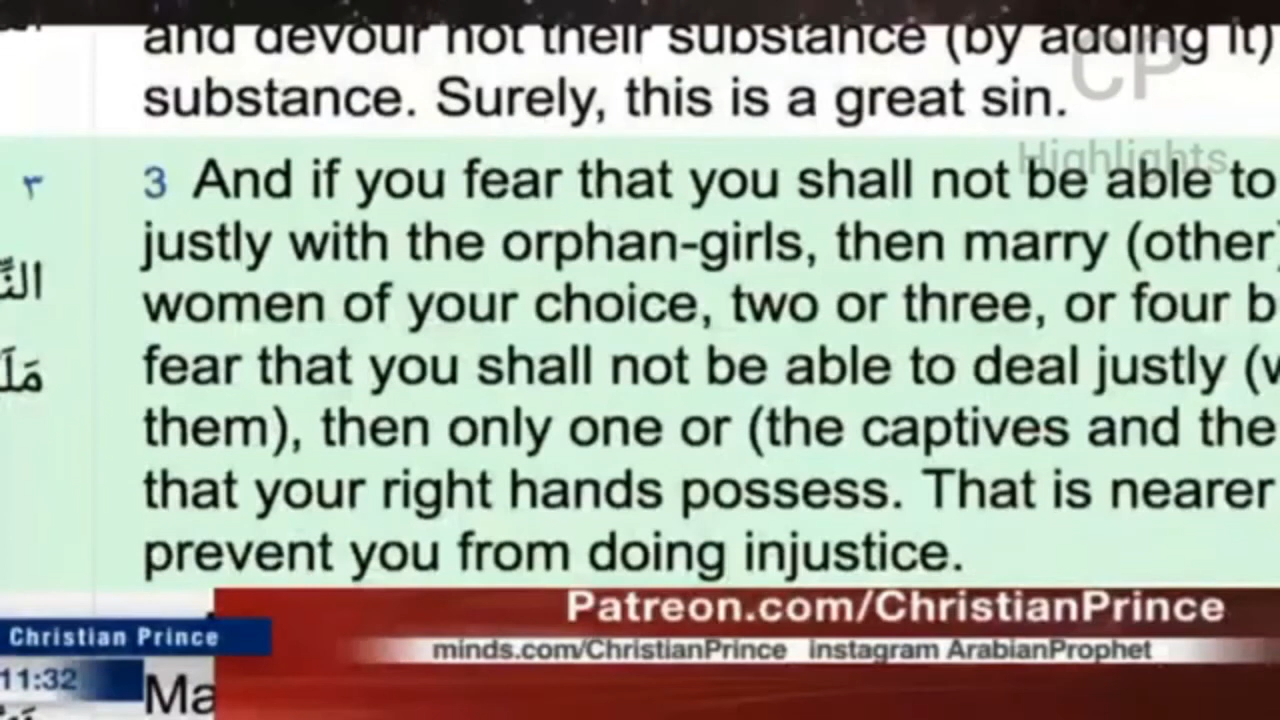 and devour not their substance (by adding it)
substance. Surely, this is a great sin.
CP
Highlights
٣
3 And if you fear that you shall not be able to
justly with the orphan-girls, then marry (other)
women of your choice, two or three, or four b
fear that you shall not be able to deal justly (w
them), then only one or (the captives and the
that your right hands possess. That is nearer
prevent you from doing injustice.
Patreon.com/ChristianPrince
Christian Prince
minds.com/ChristianPrince Instagram ArabianProphet
11:32
Ma